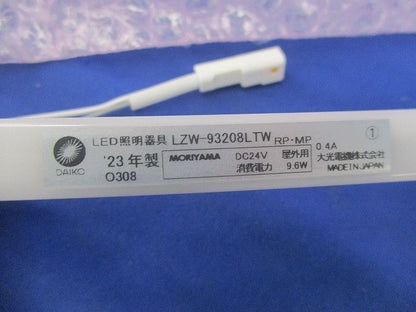 LED照明器具 LZW-93208LTW RP・MP ①
DAIKO '23年製 MORIYAMA DC24V 屋外用 0.4A 大光電機株式会社
O308 消費電力 9.6W MADE IN JAPAN